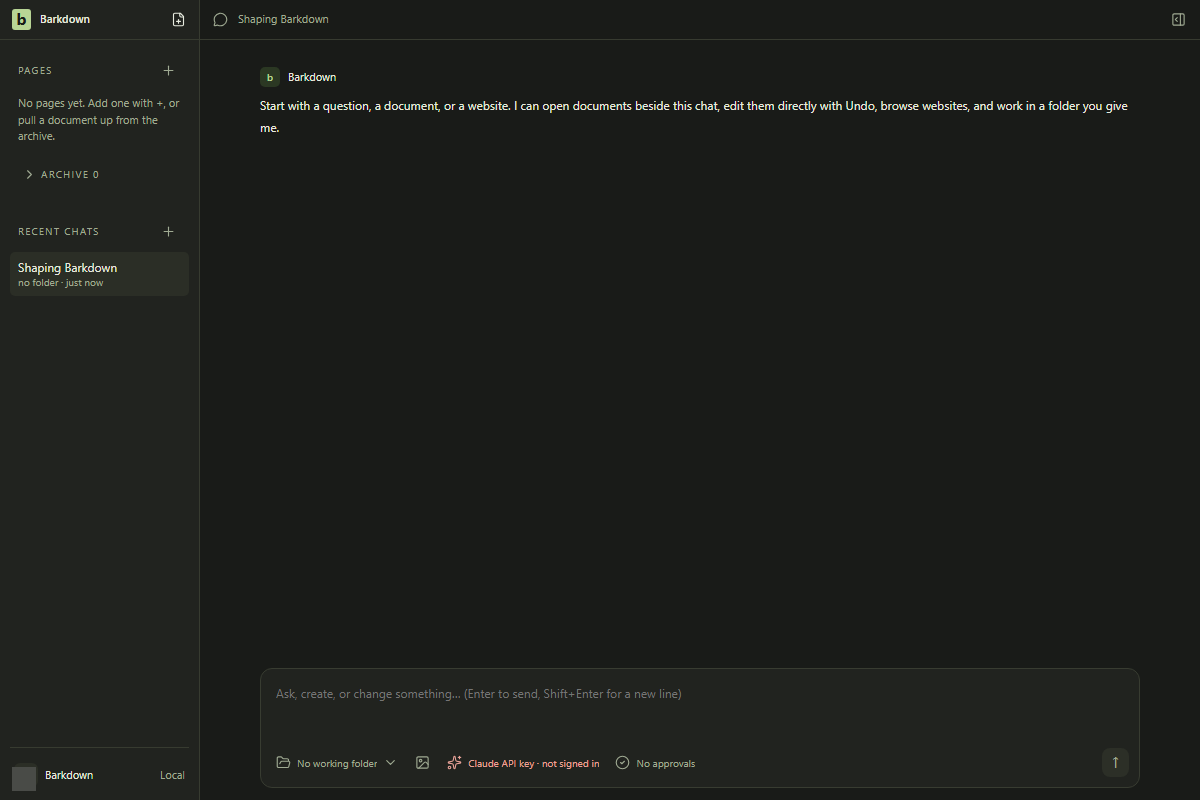 b Barkdown
Shaping Barkdown
PAGES
No pages yet. Add one with +, or
pull a document up from the
archive.
ARCHIVE 0
RECENT CHATS
Shaping Barkdown
no folder · just now
Barkdown Local
b Barkdown
Start with a question, a document, or a website. I can open documents beside this chat, edit them directly with Undo, browse websites, and work in a folder you give
me.
Ask, create, or change something... (Enter to send, Shift+Enter for a new line)
No working folder Claude API key · not signed in No approvals